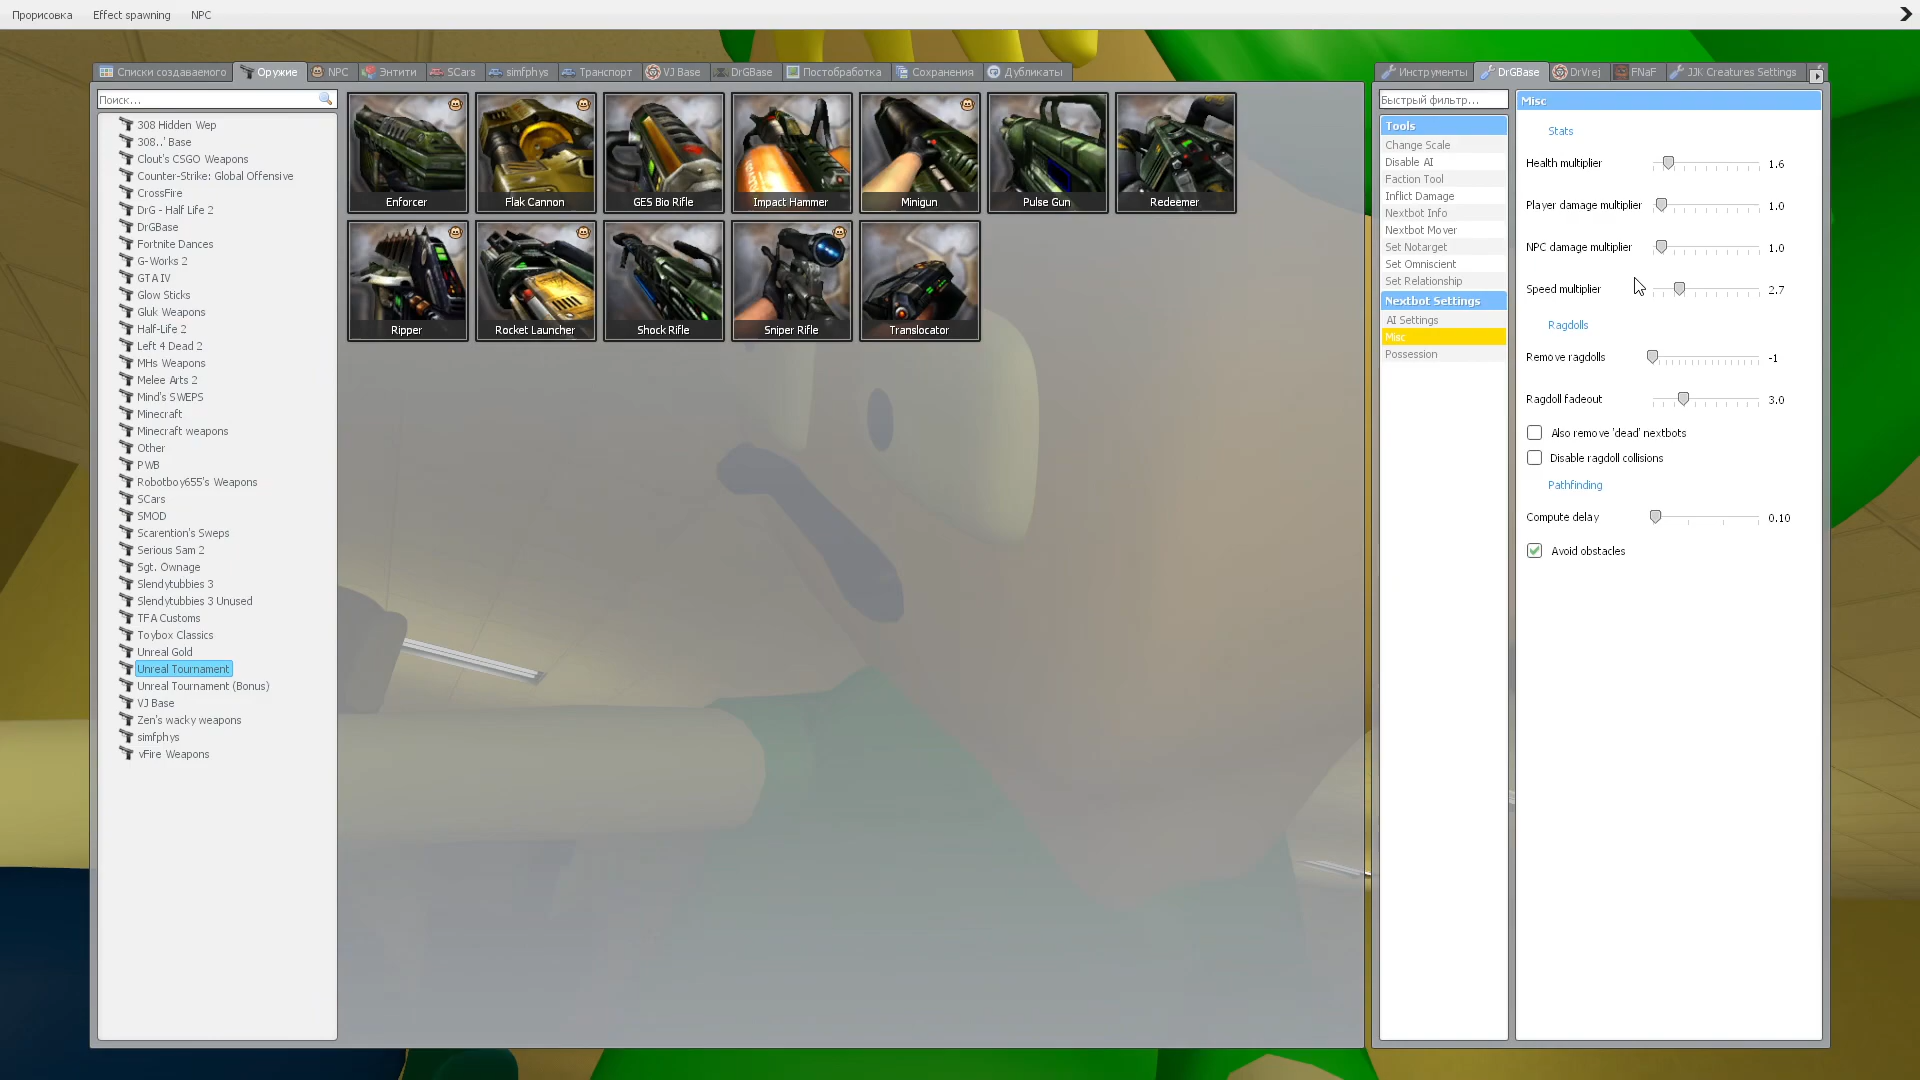 Прорисовка
Effect spawning
NPC
Списки создаваемого
Оружие
NPC
Энтити
SCars
simfphys
Транспорт
VJ Base
DrGBase
Постобработка
Сохранения
Дубликаты
Инструменты
DrGBase
DrVrej
FNaF
JJK Creatures Settings
Поиск...
308 Hidden Wep
308..' Base
Clout's CSGO Weapons
Counter-Strike: Global Offensive
CrossFire
DrG - Half Life 2
DrGBase
Fortnite Dances
G-Works 2
GTA IV
Glow Sticks
Gluk Weapons
Half-Life 2
Left 4 Dead 2
MHs Weapons
Melee Arts 2
Mind's SWEPS
Minecraft
Minecraft weapons
Other
PWB
Robotboy655's Weapons
SCars
SMOD
Scarention's Sweps
Serious Sam 2
Sgt. Ownage
Slendytubbies 3
Slendytubbies 3 Unused
TFA Customs
Toybox Classics
Unreal Gold
Unreal Tournament
Unreal Tournament (Bonus)
VJ Base
Zen's wacky weapons
simfphys
vFire Weapons
Enforcer
Flak Cannon
GES Bio Rifle
Impact Hammer
Minigun
Pulse Gun
Redeemer
Ripper
Rocket Launcher
Shock Rifle
Sniper Rifle
Translocator
Быстрый фильтр...
Tools
Change Scale
Disable AI
Faction Tool
Inflict Damage
Nextbot Info
Nextbot Mover
Set Notarget
Set Omniscient
Set Relationship
Nextbot Settings
AI Settings
Misc
Possession
Misc
Stats
Health multiplier 1.6
Player damage multiplier 1.0
NPC damage multiplier 1.0
Speed multiplier 2.7
Ragdolls
Remove ragdolls -1
Ragdoll fadeout 3.0
Also remove 'dead' nextbots
Disable ragdoll collisions
Pathfinding
Compute delay 0.10
Avoid obstacles